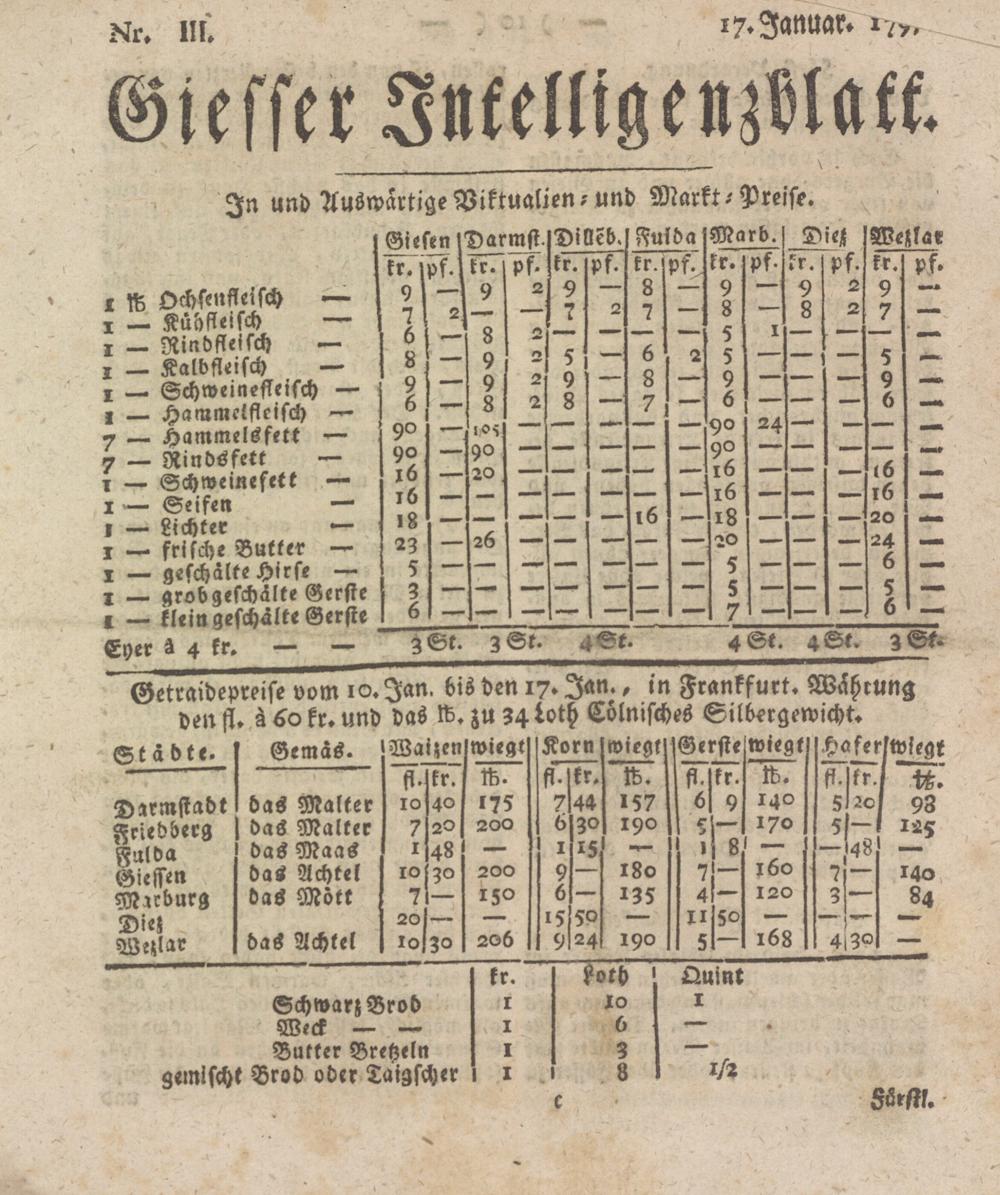 Nr. III. 17. Januar.
Giesser Intelligenzblatt.
In und Auswärtige Viktualien- und Markt-Preise.
Giesen Darmst. Dilleb. Fulda Marb. Diez Wezlar
kr. pf. kr. pf. kr. pf. kr. pf. kr. pf. kr. pf. kr. pf.
1 ℔ Ochsenfleisch — 9 — 9 2 9 — 8 — 9 — 9 2 9 —
1 — Kühfleisch — 7 2 — — 7 2 7 — 8 — 8 2 7 —
1 — Rindfleisch — 6 — 8 2 — — — — 5 1 — — — —
1 — Kalbfleisch — 8 — 9 2 5 — 6 2 5 — — — 5 —
1 — Schweinefleisch — 9 — 9 2 9 — 8 — 9 — — — 9 —
1 — Hammelfleisch — 6 — 8 2 8 — 7 — 6 — — — 6 —
7 — Hammelsfett — 90 — 105 — — — — — 90 24 — — — —
7 — Rindsfett — 90 — 90 — — — — — 90 — — — — —
1 — Schweinefett — 16 — 20 — — — — — 16 — — — 16 —
1 — Seifen — 16 — — — — — — — 16 — — — 16 —
1 — Lichter — 18 — — — — — 16 — 18 — — — 20 —
1 — frische Butter — 23 — 26 — — — — — 20 — — — 24 —
1 — geschälte Hirse — 5 — — — — — — — 5 — — — 6 —
1 — grobgeschälte Gerste 3 — — — — — — — 5 — — — 5 —
1 — kleingeschälte Gerste 6 — — — — — — — 7 — — — 6 —
Eyer à 4 kr. — — 3 St. 3 St. 4 St. 4 St. 4 St. 3 St.
Getraidepreise vom 10. Jan. bis den 17. Jan., in Frankfurt. Währung
den fl. à 60 kr. und das ℔. zu 34 Loth Cölnisches Silbergewicht.
Städte. Gemäs. Waizen wiegt Korn wiegt Gerste wiegt Hafer wiegt
fl. kr. ℔. fl. kr. ℔. fl. kr. ℔. fl. kr. ℔.
Darmstadt das Malter 10 40 175 7 44 157 6 9 140 5 20 98
Friedberg das Malter 7 20 200 6 30 190 5 — 170 5 — 125
Fulda das Maas 1 48 — 1 15 — 1 8 — — 48 —
Giessen das Achtel 10 30 200 9 — 180 7 — 160 7 — 140
Marburg das Mött 7 — 150 6 — 135 4 — 120 3 — 84
Diez 20 — — 15 50 — 11 50 — — — —
Wezlar das Achtel 10 30 206 9 24 190 5 — 168 4 30 —
kr. Loth Quint
Schwarz Brod 1 10 1
Weck — — 1 6 —
Butter Bretzeln 1 3 —
gemischt Brod oder Taigscher 1 8 1/2
c Fürstl.